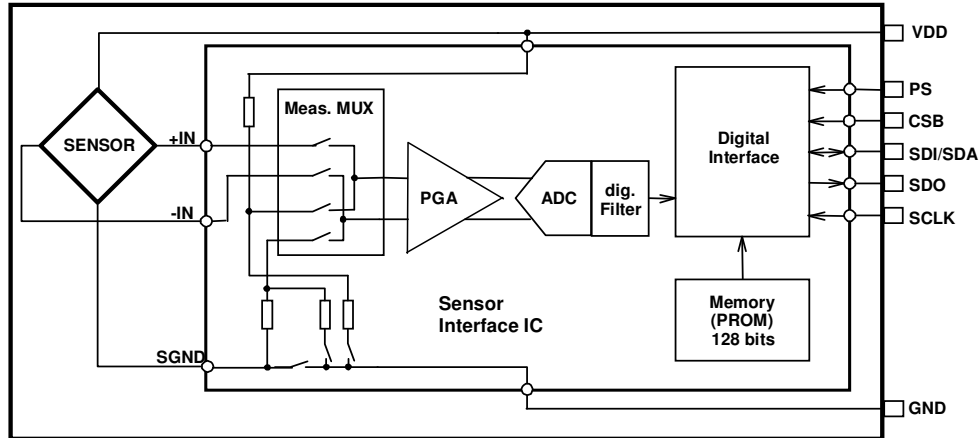 VDD
PS
Meas. MUX
CSB
SENSOR
+IN
Digital
Interface
SDI/SDA
SDO
-IN
PGA
ADC
dig.
Filter
SCLK
Sensor
Interface IC
Memory
(PROM)
128 bits
SGND
GND